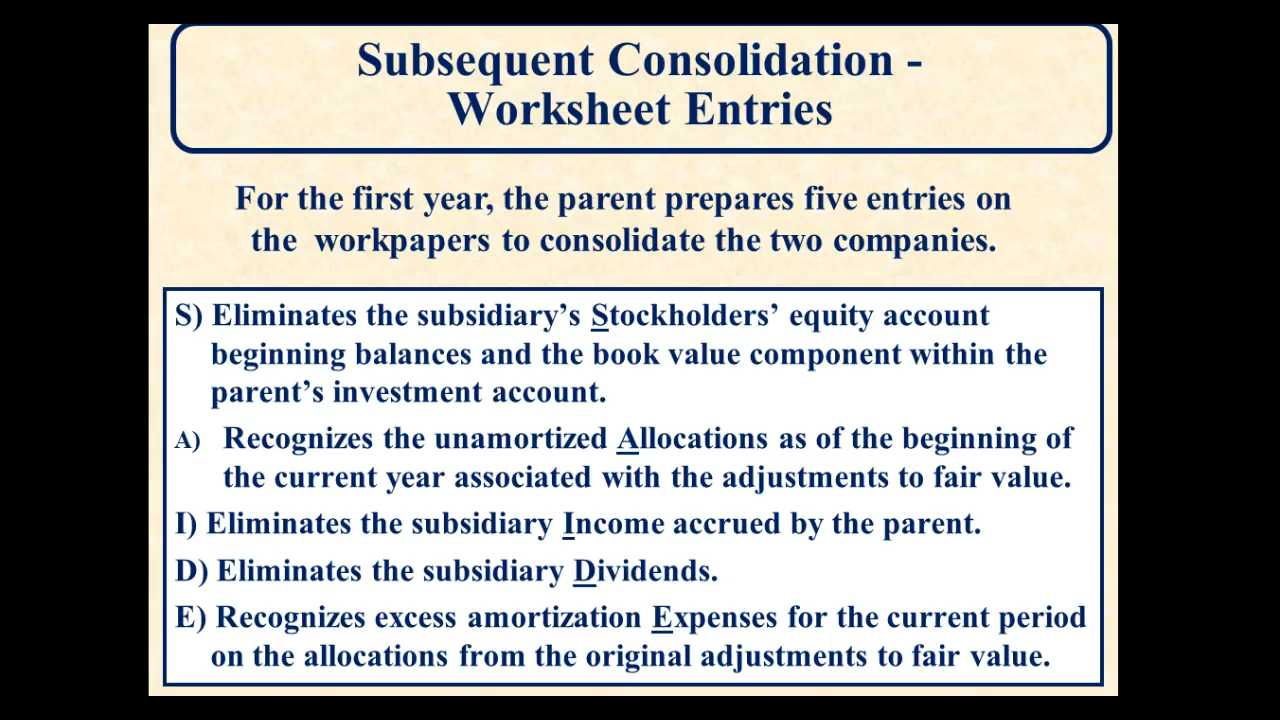 Subsequent Consolidation -
Worksheet Entries
For the first year, the parent prepares five entries on
the workpapers to consolidate the two companies.
S) Eliminates the subsidiary’s Stockholders’ equity account
beginning balances and the book value component within the
parent’s investment account.
A) Recognizes the unamortized Allocations as of the beginning of
the current year associated with the adjustments to fair value.
I) Eliminates the subsidiary Income accrued by the parent.
D) Eliminates the subsidiary Dividends.
E) Recognizes excess amortization Expenses for the current period
on the allocations from the original adjustments to fair value.